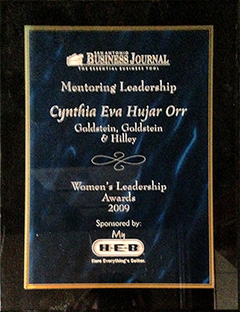 SAN ANTONIO
BUSINESS JOURNAL
THE ESSENTIAL BUSINESS TOOL
Mentoring Leadership
Cynthia Eva Hujar Orr
Goldstein, Goldstein
& Hilley
Women's Leadership
Awards
2009
Sponsored by:
My
H-E-B
Here Everything's Better.